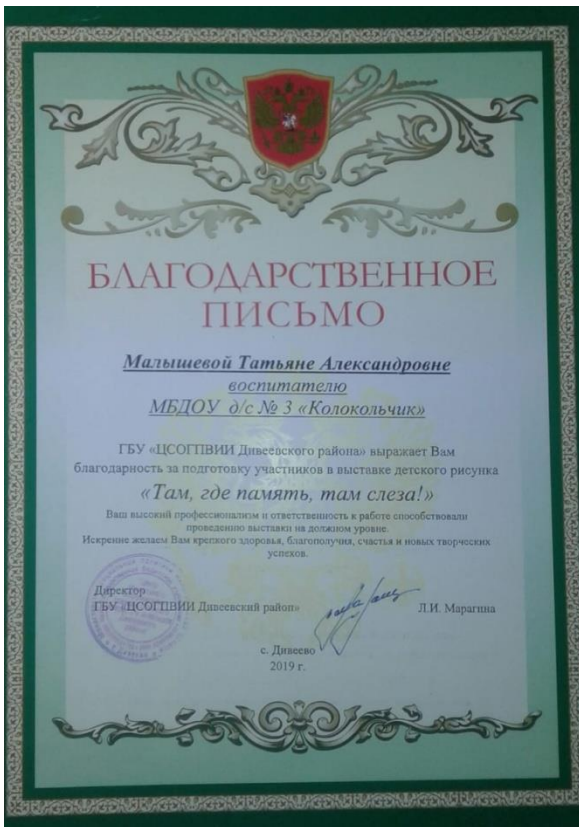 БЛАГОДАРСТВЕННОЕ
ПИСЬМО
Малышевой Татьяне Александровне
воспитателю
МБДОУ д/с № 3 «Колокольчик»
ГБУ «ЦСОГПВИИ Дивеевского района» выражает Вам
благодарность за подготовку участников в выставке детского рисунка
«Там, где память, там слеза!»
Ваш высокий профессионализм и ответственность к работе способствовали
проведению выставки на должном уровне.
Искренне желаем Вам крепкого здоровья, благополучия, счастья и новых творческих
успехов.
Директор
ГБУ «ЦСОГПВИИ Дивеевский район» Л.И. Марагина
с. Дивеево
2019 г.